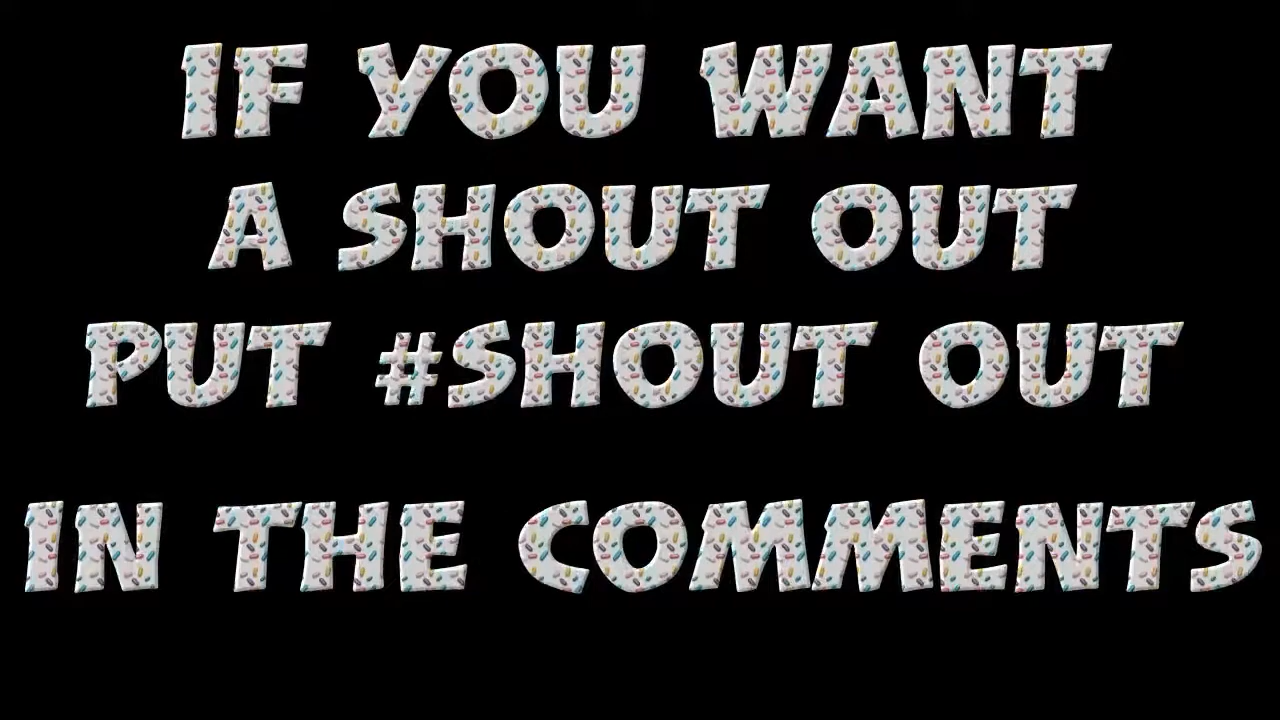 IF YOU WANT
A SHOUT OUT
PUT #SHOUT OUT
IN THE COMMENTS